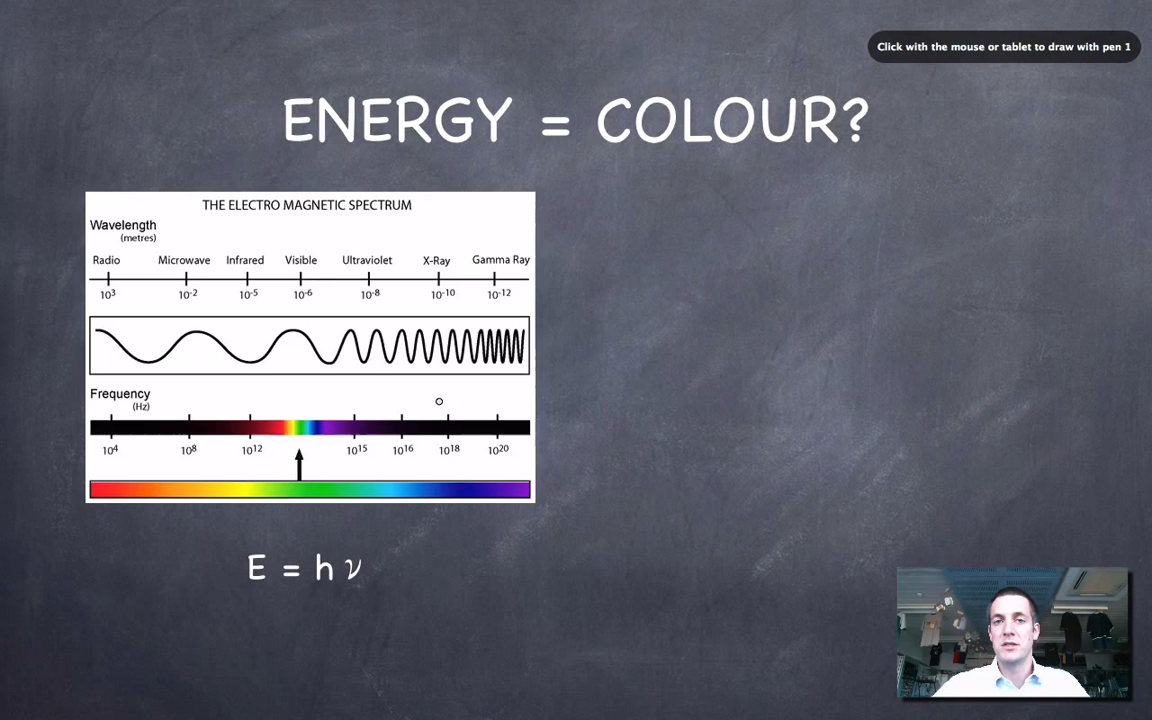 Click with the mouse or tablet to draw with pen 1
ENERGY = COLOUR?
THE ELECTRO MAGNETIC SPECTRUM
Wavelength
(metres)
Radio Microwave Infrared Visible Ultraviolet X-Ray Gamma Ray
10³ 10⁻² 10⁻⁵ 10⁻⁶ 10⁻⁸ 10⁻¹⁰ 10⁻¹²
Frequency
(Hz)
10⁴ 10⁸ 10¹² 10¹⁵ 10¹⁶ 10¹⁸ 10²⁰
E = h ν